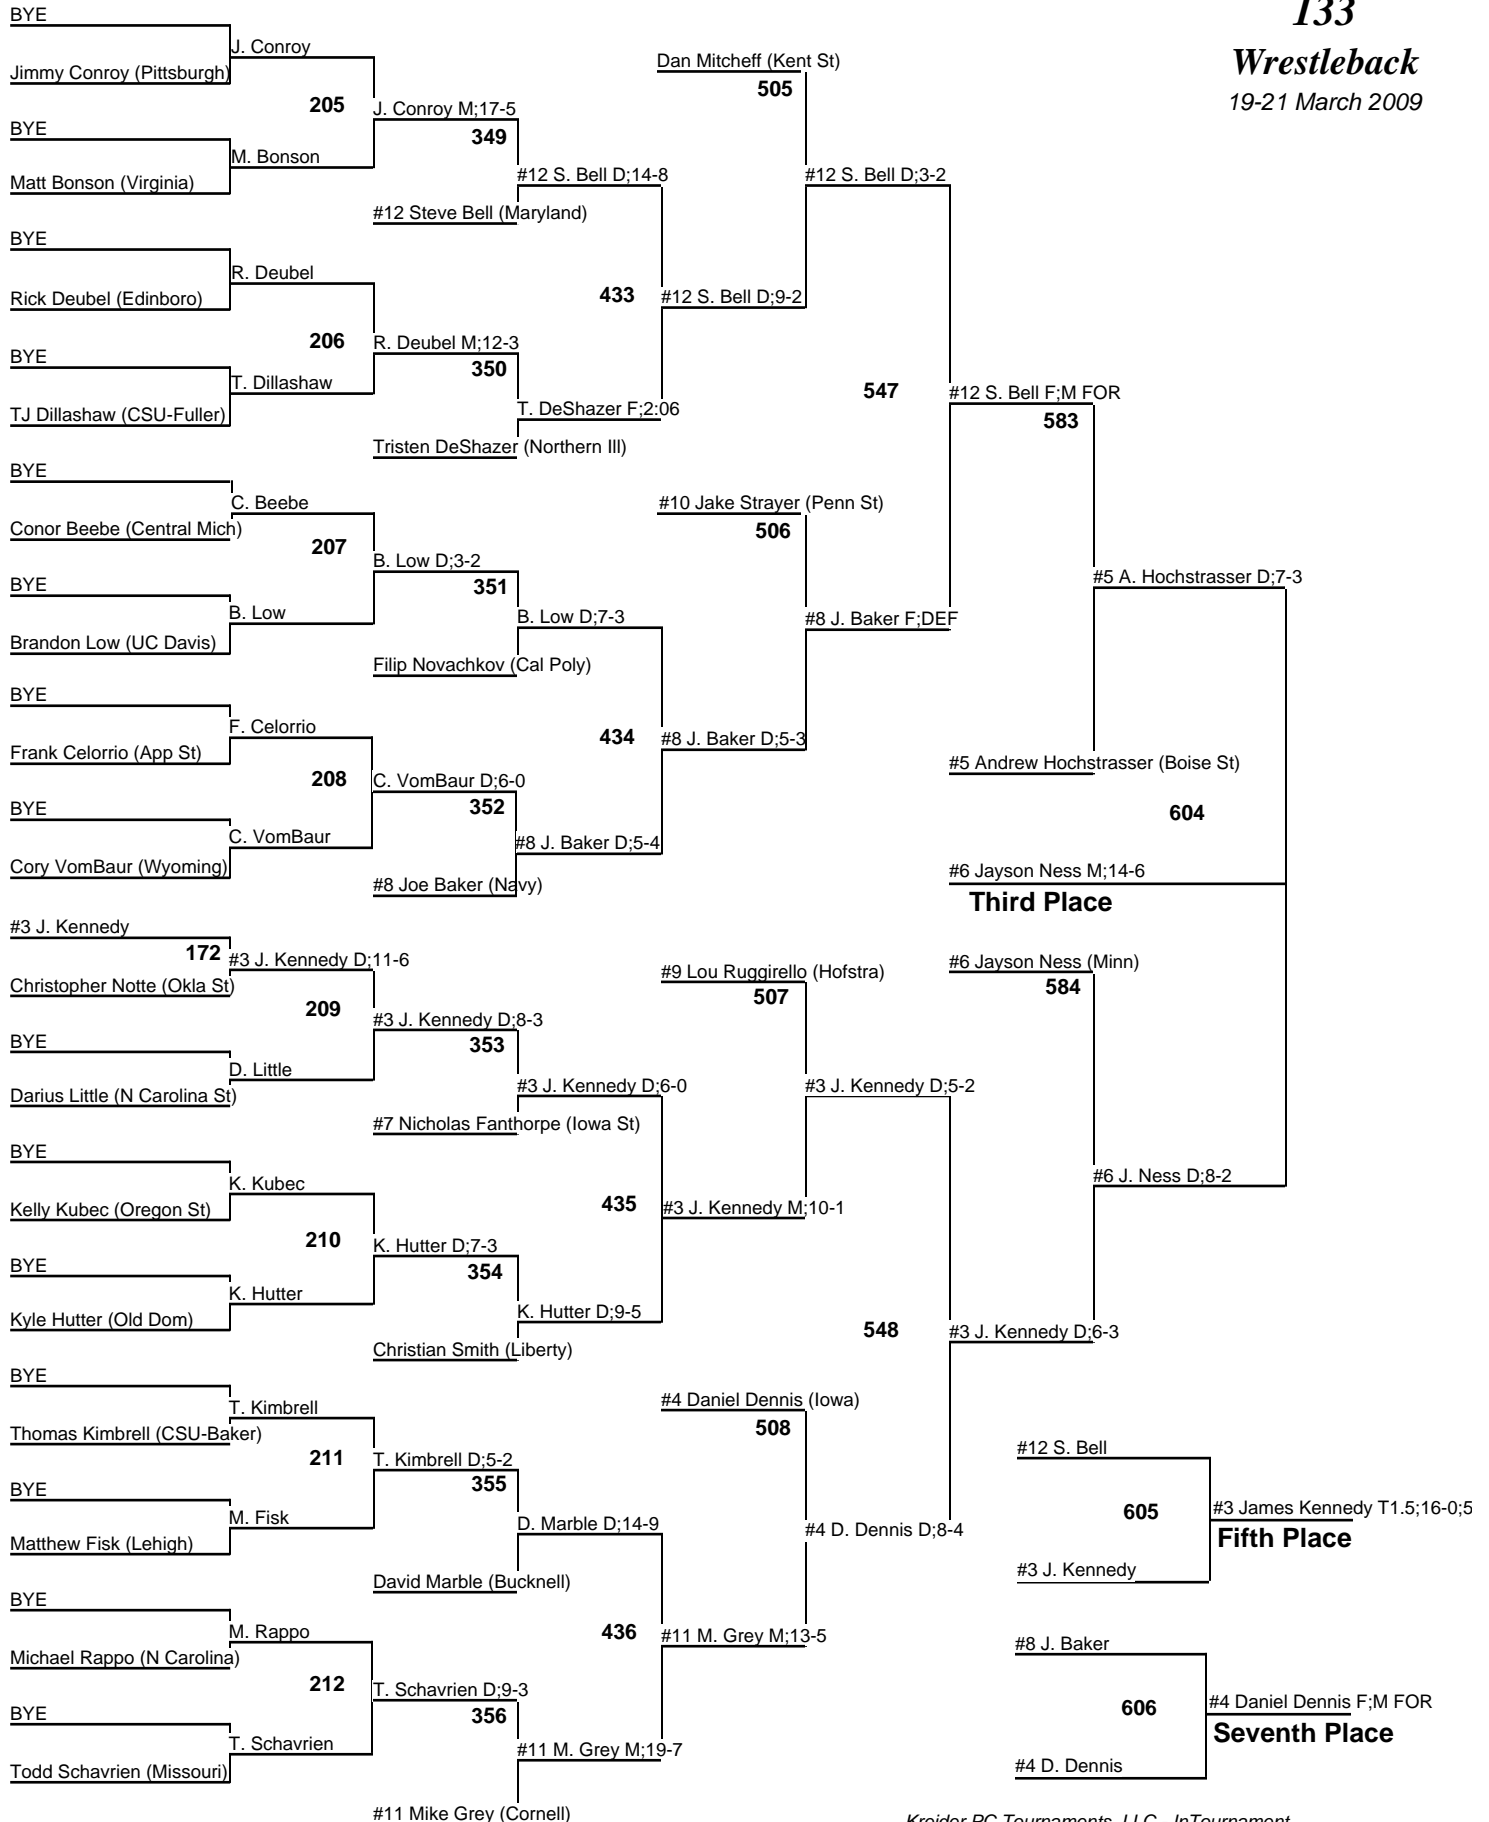 133
Wrestleback
19-21 March 2009
BYE
J. Conroy
Jimmy Conroy (Pittsburgh)
205
J. Conroy M;17-5
BYE
349
M. Bonson
Matt Bonson (Virginia)
#12 S. Bell D;14-8
#12 Steve Bell (Maryland)
Dan Mitcheff (Kent St)
505
#12 S. Bell D;3-2
BYE
R. Deubel
Rick Deubel (Edinboro)
433
#12 S. Bell D;9-2
206
R. Deubel M;12-3
BYE
350
T. Dillashaw
TJ Dillashaw (CSU-Fuller)
T. DeShazer F;2:06
Tristen DeShazer (Northern Ill)
547
#12 S. Bell F;M FOR
583
BYE
C. Beebe
Conor Beebe (Central Mich)
207
B. Low D;3-2
351
BYE
B. Low
Brandon Low (UC Davis)
B. Low D;7-3
Filip Novachkov (Cal Poly)
#10 Jake Strayer (Penn St)
506
#8 J. Baker F;DEF
#5 A. Hochstrasser D;7-3
BYE
F. Celorrio
Frank Celorrio (App St)
434
#8 J. Baker D;5-3
208
C. VomBaur D;6-0
352
BYE
C. VomBaur
Cory VomBaur (Wyoming)
#8 J. Baker D;5-4
#8 Joe Baker (Navy)
#5 Andrew Hochstrasser (Boise St)
604
#6 Jayson Ness M;14-6
Third Place
#3 J. Kennedy
172
#3 J. Kennedy D;11-6
Christopher Notte (Okla St)
209
#3 J. Kennedy D;8-3
353
BYE
D. Little
Darius Little (N Carolina St)
#3 J. Kennedy D;6-0
#7 Nicholas Fanthorpe (Iowa St)
#9 Lou Ruggirello (Hofstra)
507
#3 J. Kennedy D;5-2
#6 Jayson Ness (Minn)
584
#6 J. Ness D;8-2
BYE
K. Kubec
Kelly Kubec (Oregon St)
435
#3 J. Kennedy M;10-1
210
K. Hutter D;7-3
354
BYE
K. Hutter
Kyle Hutter (Old Dom)
K. Hutter D;9-5
Christian Smith (Liberty)
548
#3 J. Kennedy D;6-3
BYE
T. Kimbrell
Thomas Kimbrell (CSU-Baker)
211
T. Kimbrell D;5-2
355
BYE
M. Fisk
Matthew Fisk (Lehigh)
D. Marble D;14-9
David Marble (Bucknell)
#4 Daniel Dennis (Iowa)
508
#4 D. Dennis D;8-4
BYE
M. Rappo
Michael Rappo (N Carolina)
436
#11 M. Grey M;13-5
212
T. Schavrien D;9-3
356
BYE
T. Schavrien
Todd Schavrien (Missouri)
#11 M. Grey M;19-7
#11 Mike Grey (Cornell)
#12 S. Bell
605
#3 James Kennedy T1.5;16-0;5
Fifth Place
#3 J. Kennedy
#8 J. Baker
606
#4 Daniel Dennis F;M FOR
Seventh Place
#4 D. Dennis